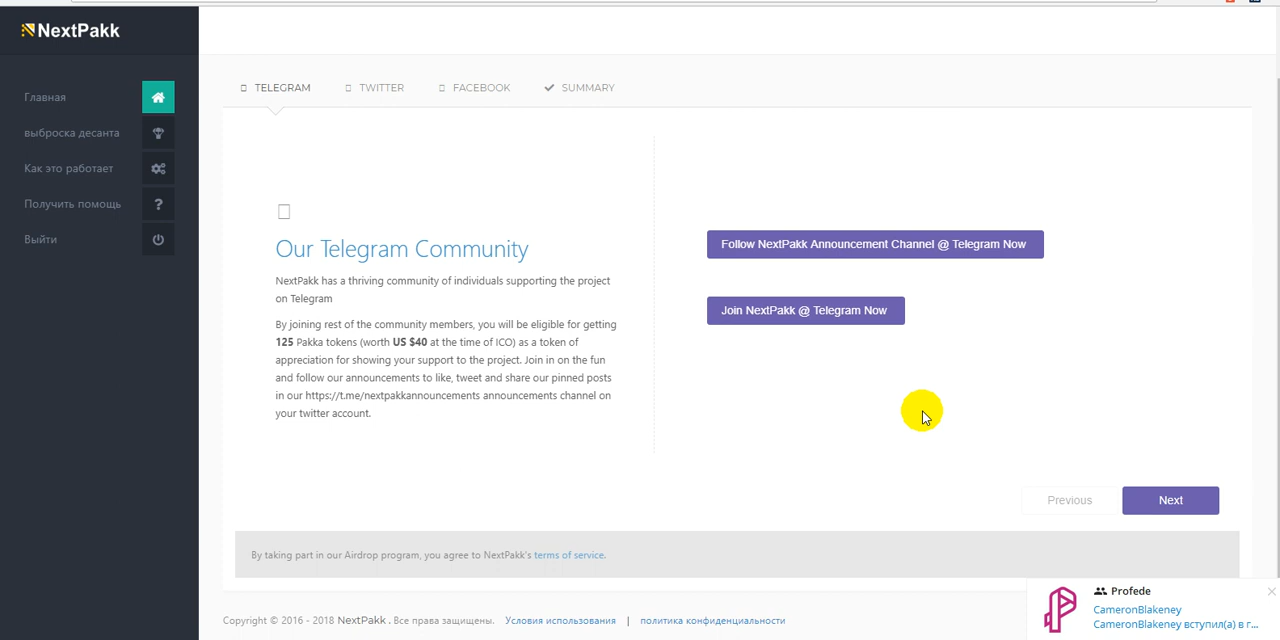 NextPakk
Главная
выброска десанта
Как это работает
Получить помощь
?
Выйти
TELEGRAM
TWITTER
FACEBOOK
SUMMARY
Our Telegram Community
NextPakk has a thriving community of individuals supporting the project
on Telegram
By joining rest of the community members, you will be eligible for getting
125 Pakka tokens (worth US $40 at the time of ICO) as a token of
appreciation for showing your support to the project. Join in on the fun
and follow our announcements to like, tweet and share our pinned posts
in our https://t.me/nextpakkannouncements announcements channel on
your twitter account.
Follow NextPakk Announcement Channel @ Telegram Now
Join NextPakk @ Telegram Now
Previous
Next
By taking part in our Airdrop program, you agree to NextPakk's terms of service.
Copyright © 2016 - 2018 NextPakk . Все права защищены. Условия использования | политика конфиденциальности
Profede
CameronBlakeney
CameronBlakeney вступил(а) в г...